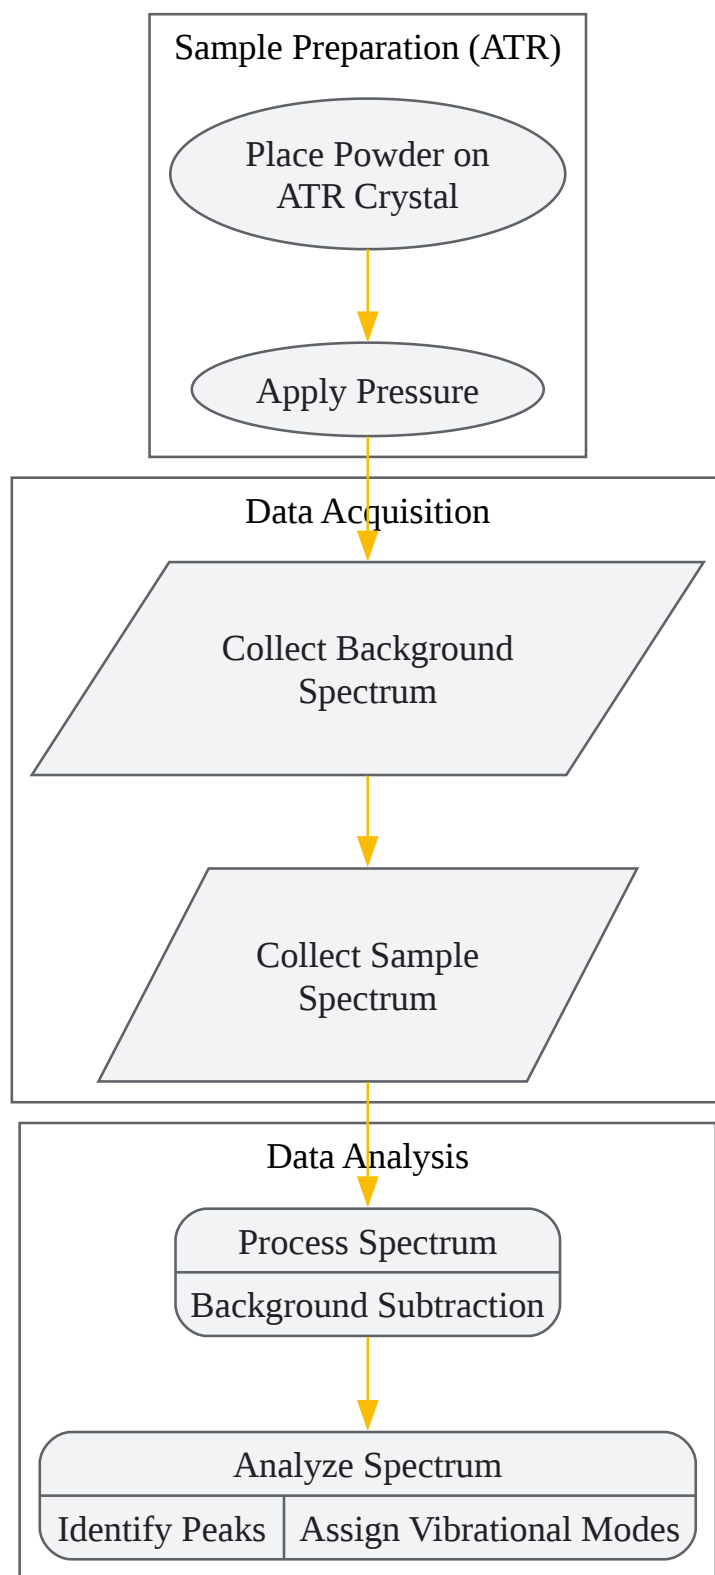 Sample Preparation (ATR)
Place Powder on
ATR Crystal
Apply Pressure
Data Acquisition
Collect Background
Spectrum
Collect Sample
Spectrum
Data Analysis
Process Spectrum
Background Subtraction
Analyze Spectrum
Identify Peaks
Assign Vibrational Modes